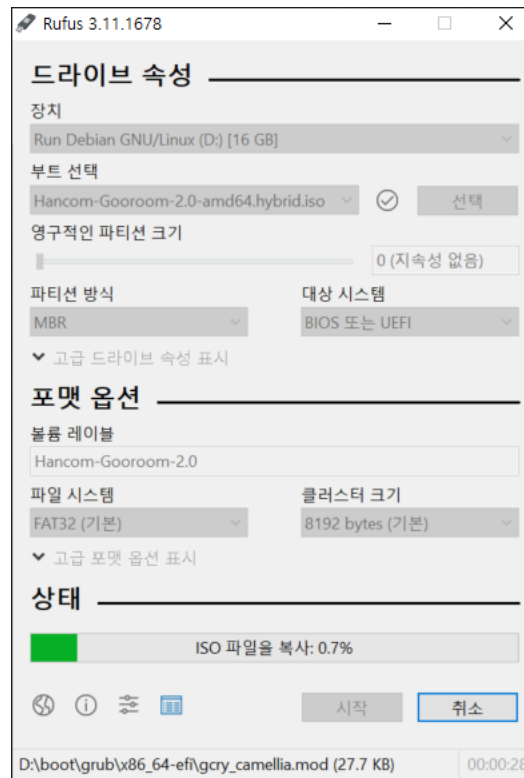 Rufus 3.11.1678
드라이브 속성
장치
Run Debian GNU/Linux (D:) [16 GB]
부트 선택
Hancom-Gooroom-2.0-amd64.hybrid.iso
선택
영구적인 파티션 크기
0 (지속성 없음)
파티션 방식
대상 시스템
MBR
BIOS 또는 UEFI
고급 드라이브 속성 표시
포맷 옵션
볼륨 레이블
Hancom-Gooroom-2.0
파일 시스템
클러스터 크기
FAT32 (기본)
8192 bytes (기본)
고급 포맷 옵션 표시
상태
ISO 파일을 복사: 0.7%
시작
취소
D:\boot\grub\x86_64-efi\gcry_camellia.mod (27.7 KB)
00:00:28